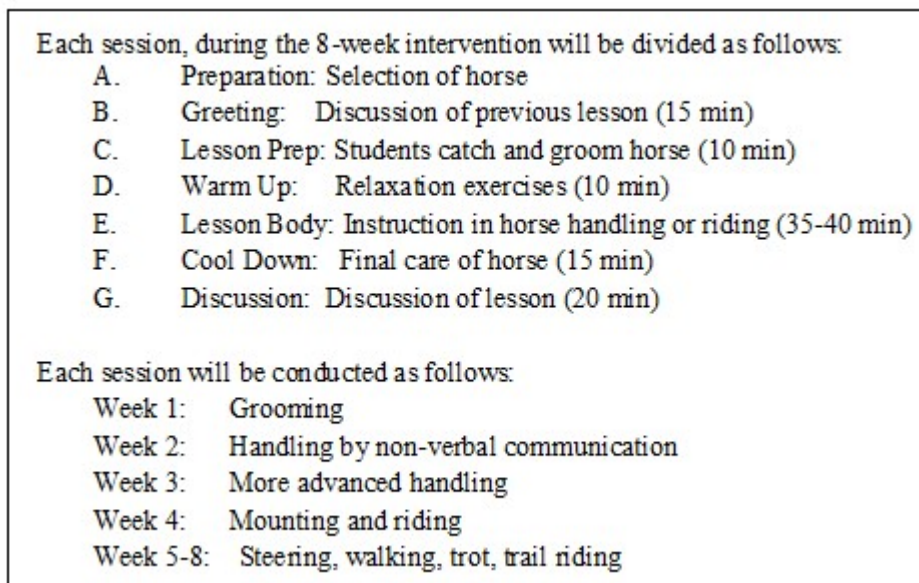 Each session, during the 8-week intervention will be divided as follows:
A. Preparation: Selection of horse
B. Greeting: Discussion of previous lesson (15 min)
C. Lesson Prep: Students catch and groom horse (10 min)
D. Warm Up: Relaxation exercises (10 min)
E. Lesson Body: Instruction in horse handling or riding (35-40 min)
F. Cool Down: Final care of horse (15 min)
G. Discussion: Discussion of lesson (20 min)
Each session will be conducted as follows:
Week 1: Grooming
Week 2: Handling by non-verbal communication
Week 3: More advanced handling
Week 4: Mounting and riding
Week 5-8: Steering, walking, trot, trail riding